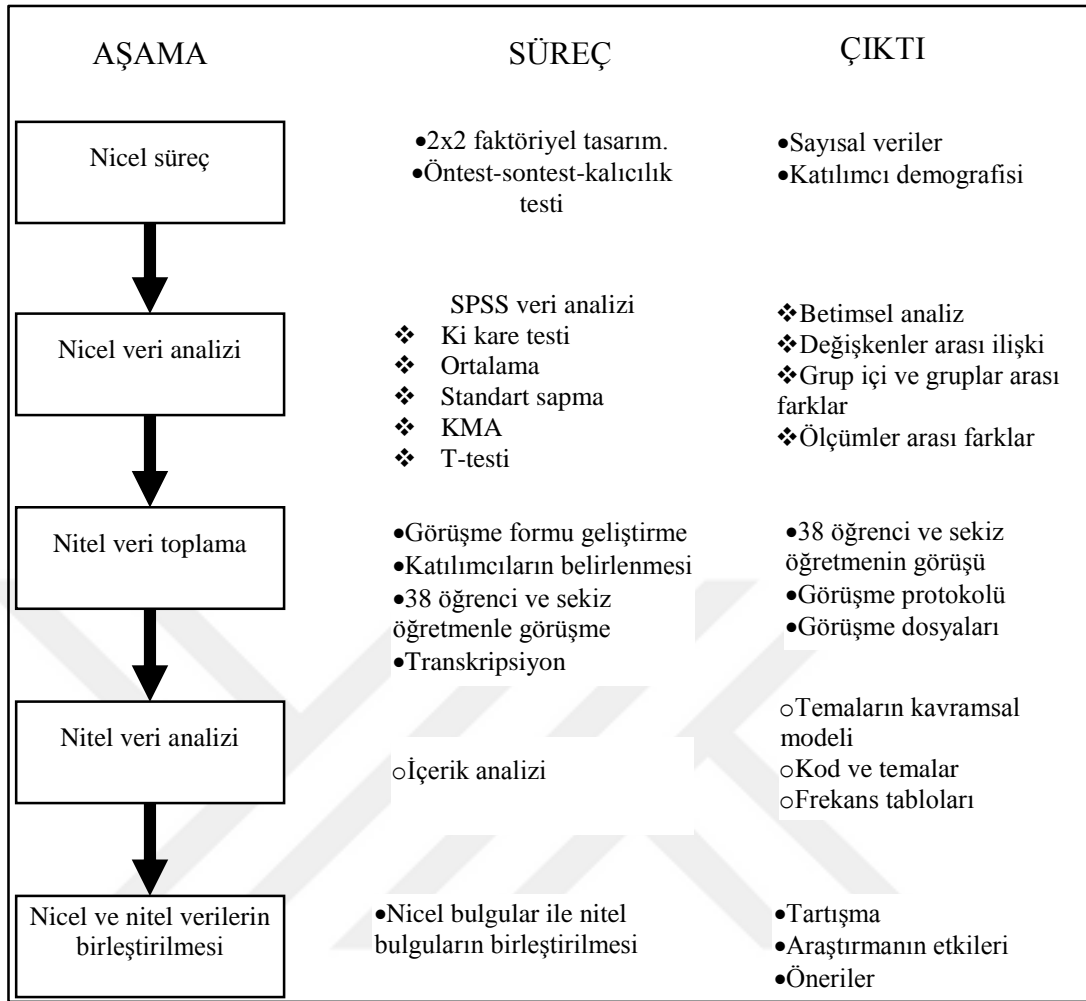 AŞAMA
SÜREÇ
ÇIKTI
Nicel süreç
•2x2 faktöriyel tasarım.
•Öntest-sontest-kalıcılık
testi
•Sayısal veriler
•Katılımcı demografisi
Nicel veri analizi
SPSS veri analizi
❖ Ki kare testi
❖ Ortalama
❖ Standart sapma
❖ KMA
❖ T-testi
❖Betimsel analiz
❖Değişkenler arası ilişki
❖Grup içi ve gruplar arası
farklar
❖Ölçümler arası farklar
Nitel veri toplama
•Görüşme formu geliştirme
•Katılımcıların belirlenmesi
•38 öğrenci ve sekiz
öğretmenle görüşme
•Transkripsiyon
•38 öğrenci ve sekiz
öğretmenin görüşü
•Görüşme protokolü
•Görüşme dosyaları
Nitel veri analizi
oİçerik analizi
oTemaların kavramsal
modeli
oKod ve temalar
oFrekans tabloları
Nicel ve nitel verilerin
birleştirilmesi
•Nicel bulgular ile nitel
bulguların birleştirilmesi
•Tartışma
•Araştırmanın etkileri
•Öneriler